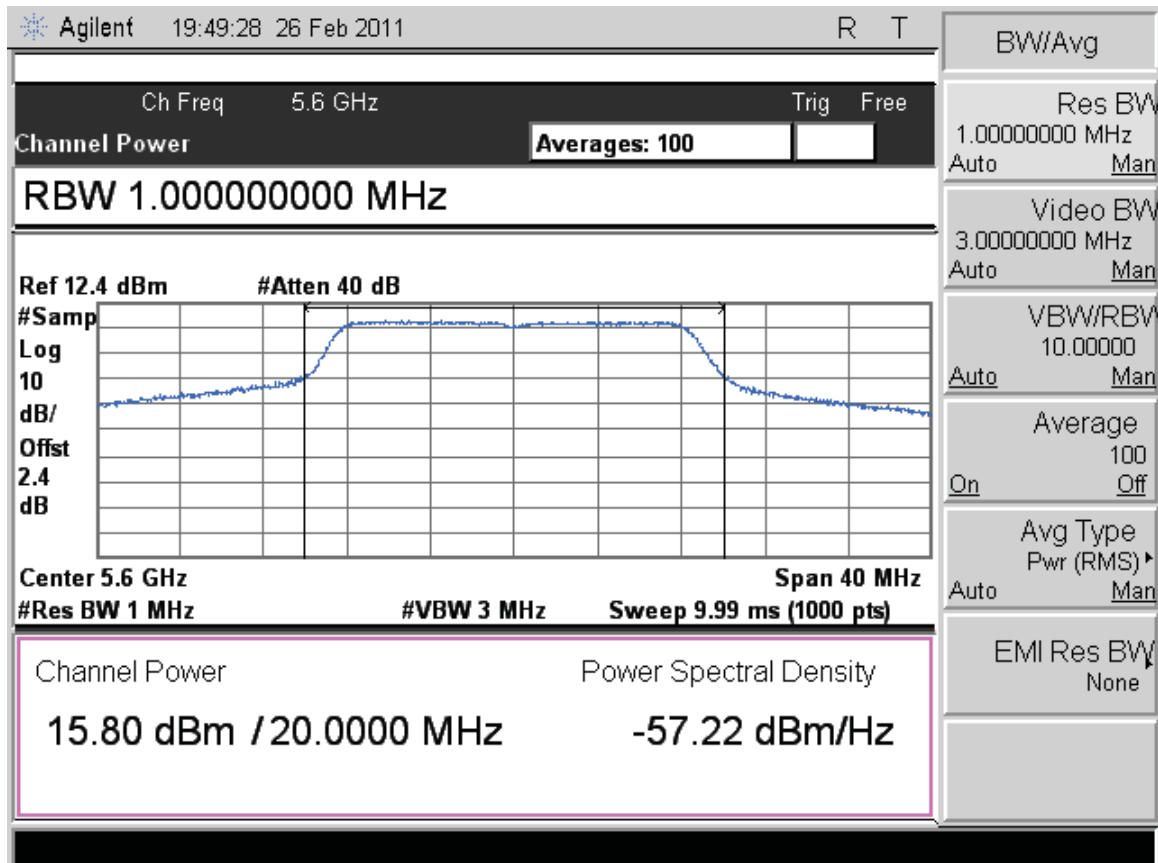 Agilent 19:49:28 26 Feb 2011 R T
Ch Freq 5.6 GHz Trig Free
Channel Power Averages: 100
RBW 1.000000000 MHz
Ref 12.4 dBm #Atten 40 dB
#Samp
Log
10
dB/
Offst
2.4
dB
Center 5.6 GHz Span 40 MHz
#Res BW 1 MHz #VBW 3 MHz Sweep 9.99 ms (1000 pts)
Channel Power Power Spectral Density
15.80 dBm / 20.0000 MHz -57.22 dBm/Hz
BW/Avg
Res BW
1.00000000 MHz
Auto Man
Video BW
3.00000000 MHz
Auto Man
VBW/RBW
10.00000
Auto Man
Average
100
On Off
Avg Type
Pwr (RMS)
Auto Man
EMI Res BW
None